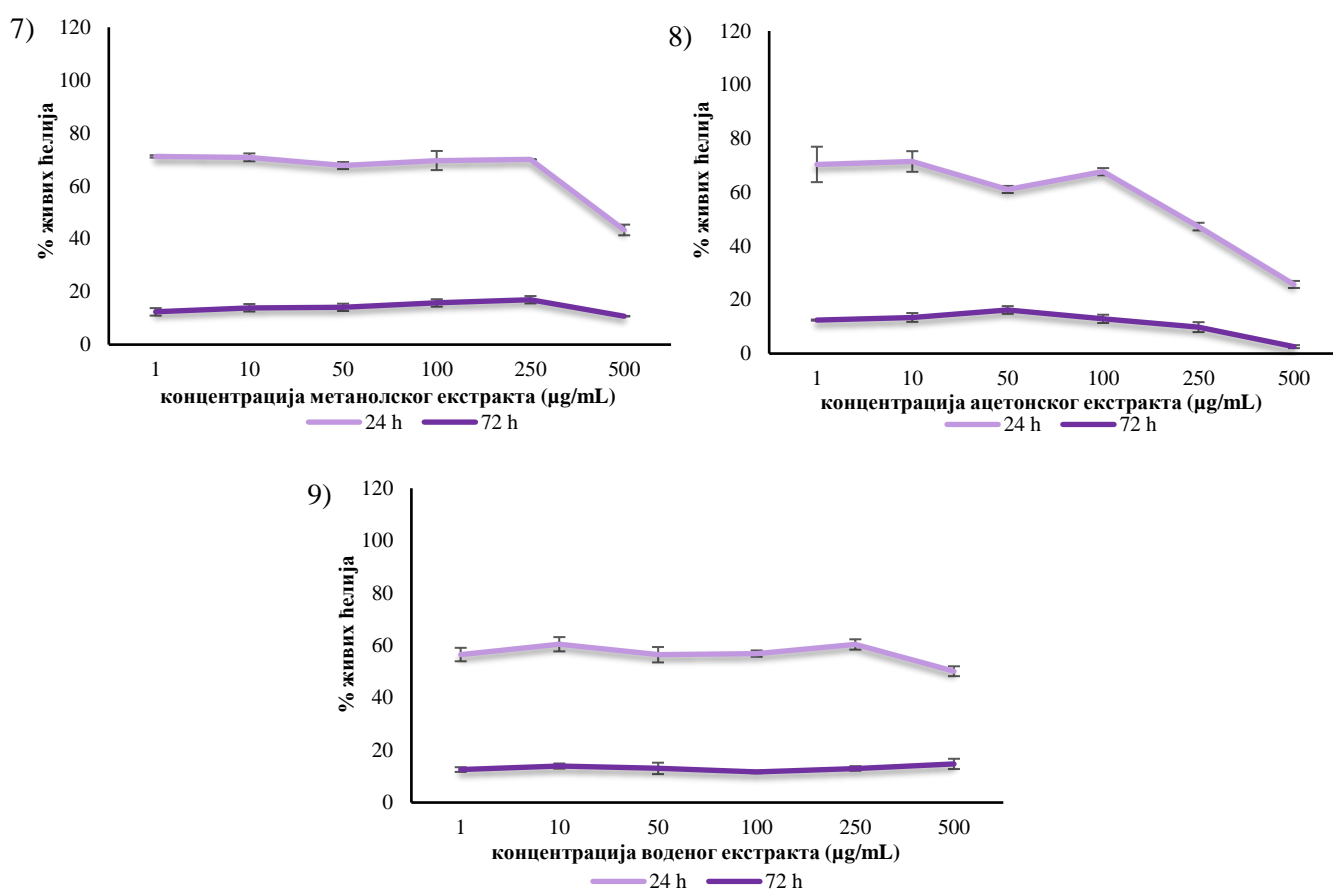 7)
% живих ћелија
120
100
80
60
40
20
0
1 10 50 100 250 500
концентрација метанолског екстракта (µg/mL)
24 h 72 h
8)
% живих ћелија
120
100
80
60
40
20
0
1 10 50 100 250 500
концентрација ацетонског екстракта (µg/mL)
24 h 72 h
9)
% живих ћелија
120
100
80
60
40
20
0
1 10 50 100 250 500
концентрација воденог екстракта (µg/mL)
24 h 72 h